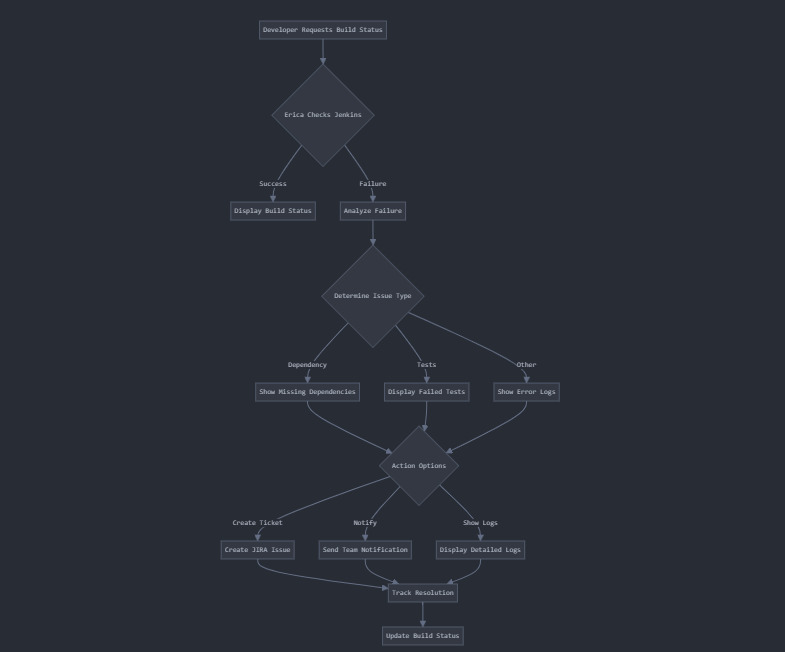 Developer Requests Build Status
Erica Checks Jenkins
Success
Failure
Display Build Status
Analyze Failure
Determine Issue Type
Dependency
Tests
Other
Show Missing Dependencies
Display Failed Tests
Show Error Logs
Action Options
Create Ticket
Notify
Show Logs
Create JIRA Issue
Send Team Notification
Display Detailed Logs
Track Resolution
Update Build Status